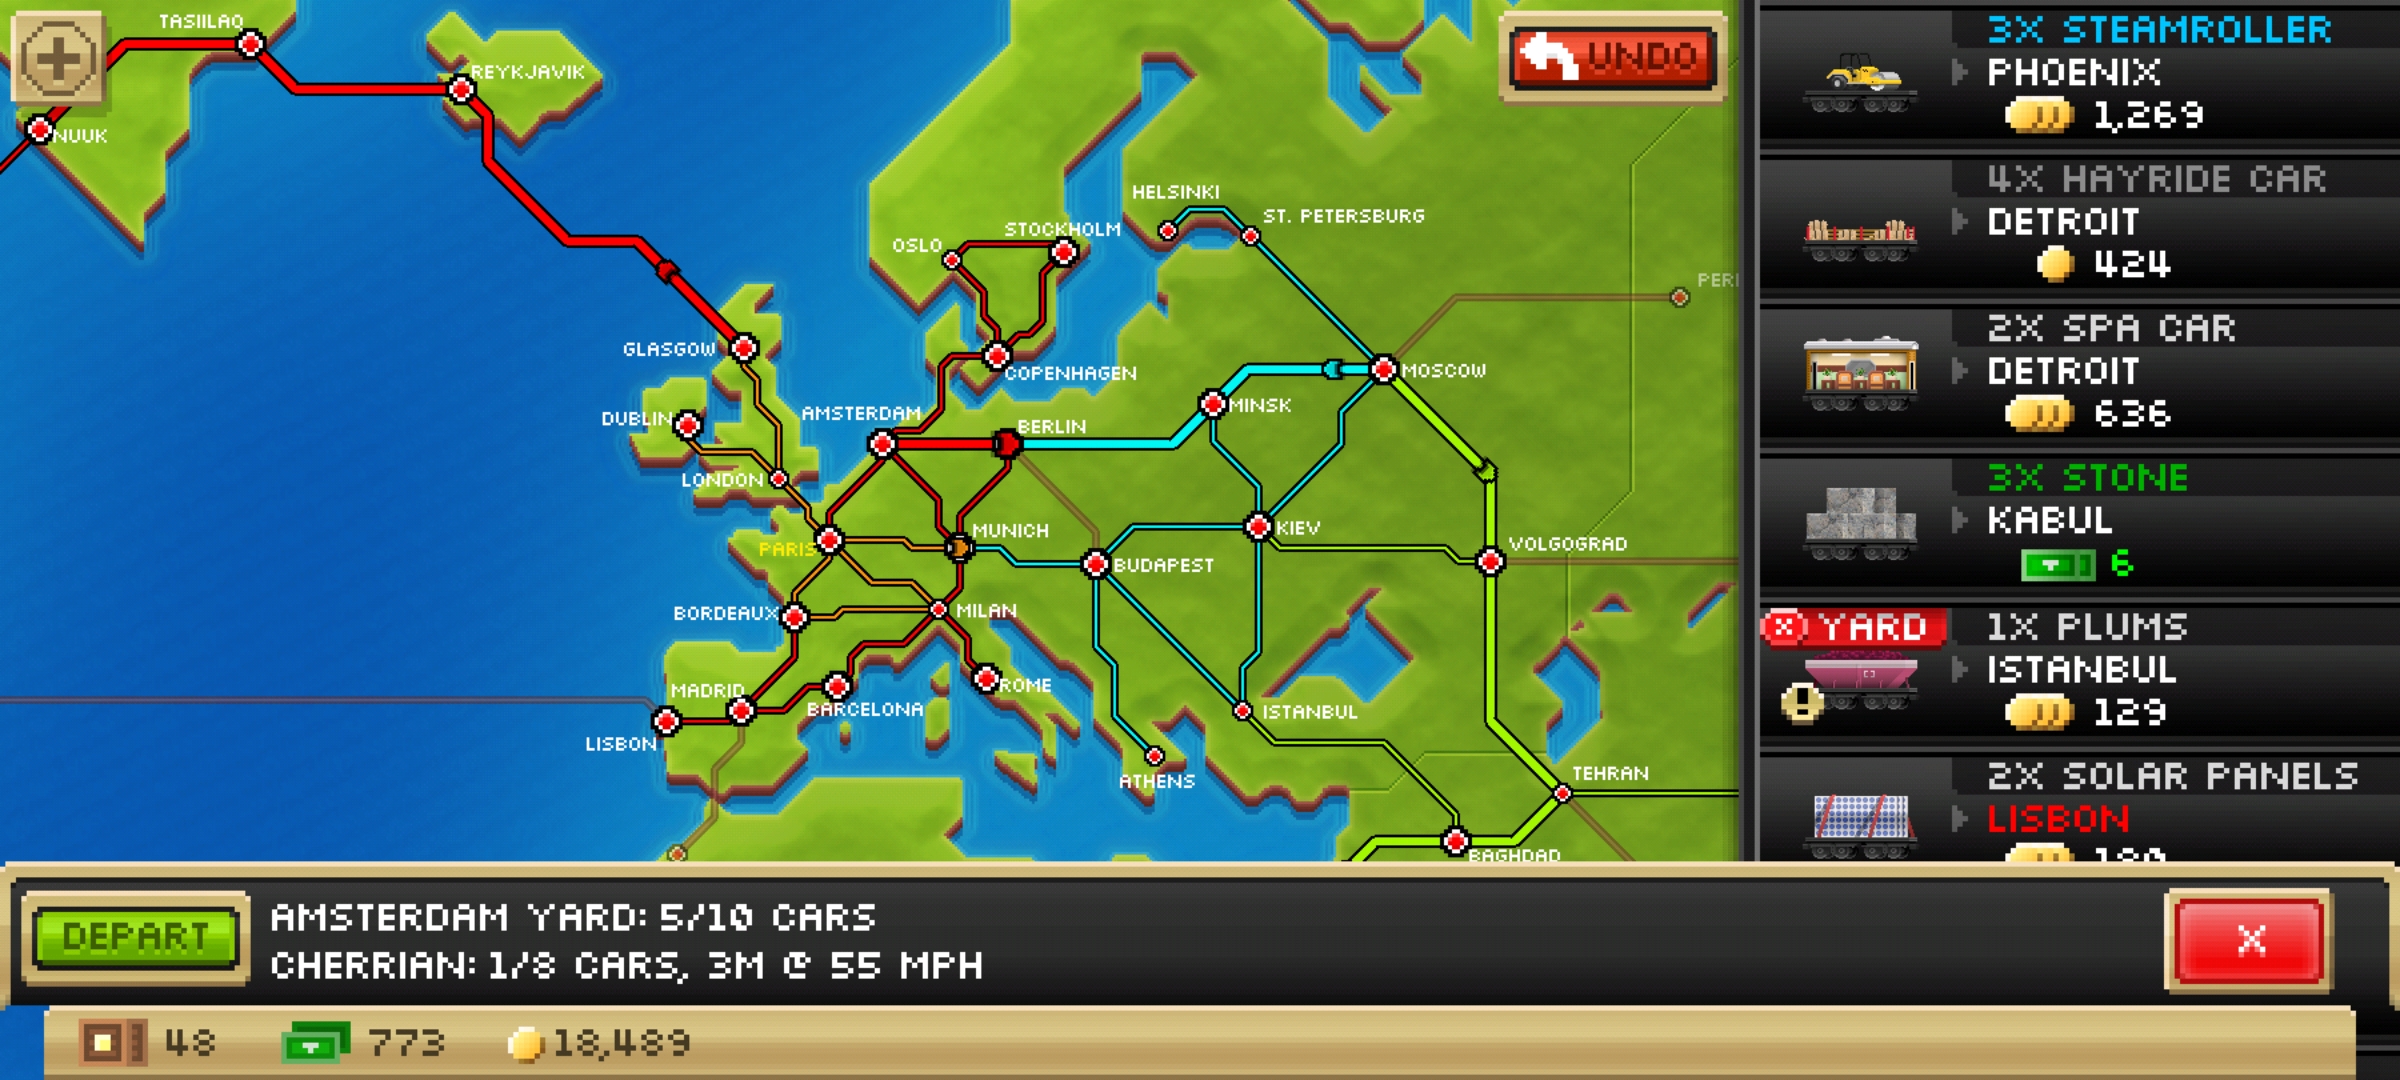 TASIILAQ
REYKJAVIK
NUUK
UNDO
HELSINKI
ST. PETERSBURG
STOCKHOLM
OSLO
GLASGOW
COPENHAGEN
MOSCOW
DUBLIN
AMSTERDAM
BERLIN
MINSK
LONDON
PARIS
MUNICH
KIEV
VOLGOGRAD
BUDAPEST
BORDEAUX
MILAN
MADRID
ROME
BARCELONA
ISTANBUL
LISBON
ATHENS
TEHRAN
BAGHDAD
3X STEAMROLLER
PHOENIX
1,269
4X HAYRIDE CAR
DETROIT
424
2X SPA CAR
DETROIT
636
3X STONE
KABUL
6
YARD
1X PLUMS
ISTANBUL
129
2X SOLAR PANELS
LISBON
DEPART
AMSTERDAM YARD: 5/10 CARS
CHERRIAN: 1/8 CARS, 3M @ 55 MPH
X
48
773
18,489